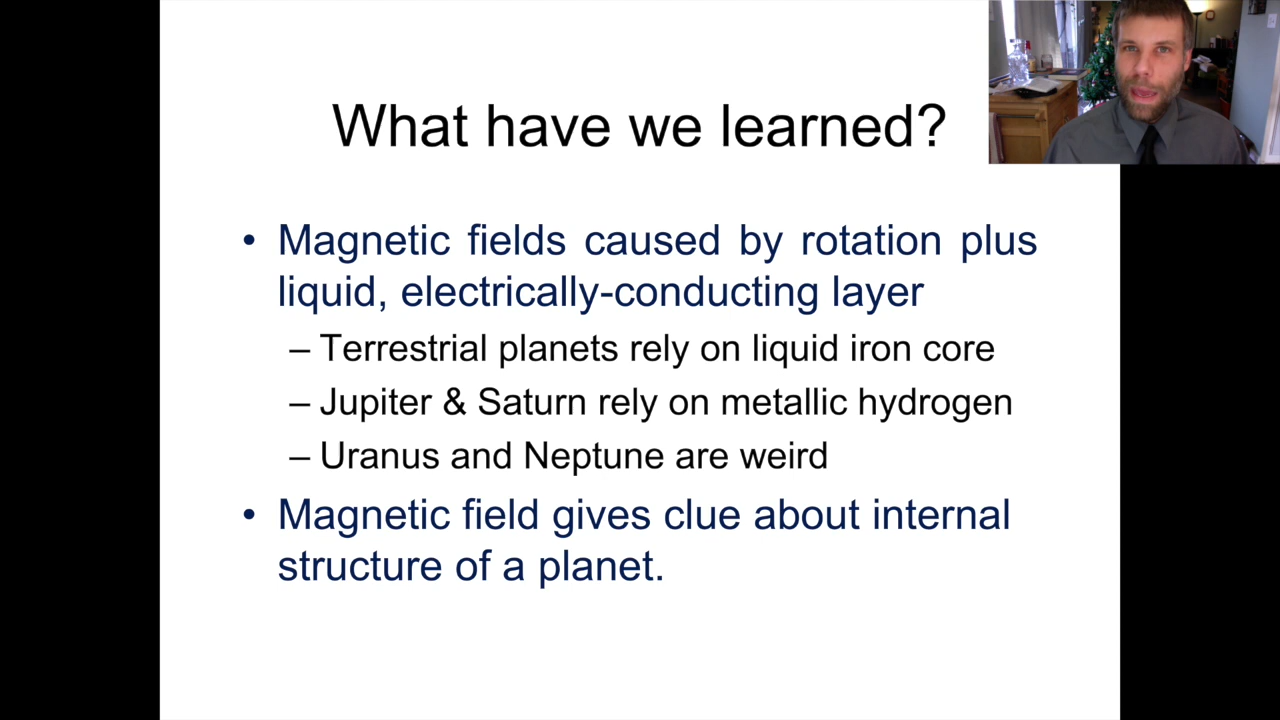 What have we learned?
• Magnetic fields caused by rotation plus
liquid, electrically-conducting layer
– Terrestrial planets rely on liquid iron core
– Jupiter & Saturn rely on metallic hydrogen
– Uranus and Neptune are weird
• Magnetic field gives clue about internal
structure of a planet.